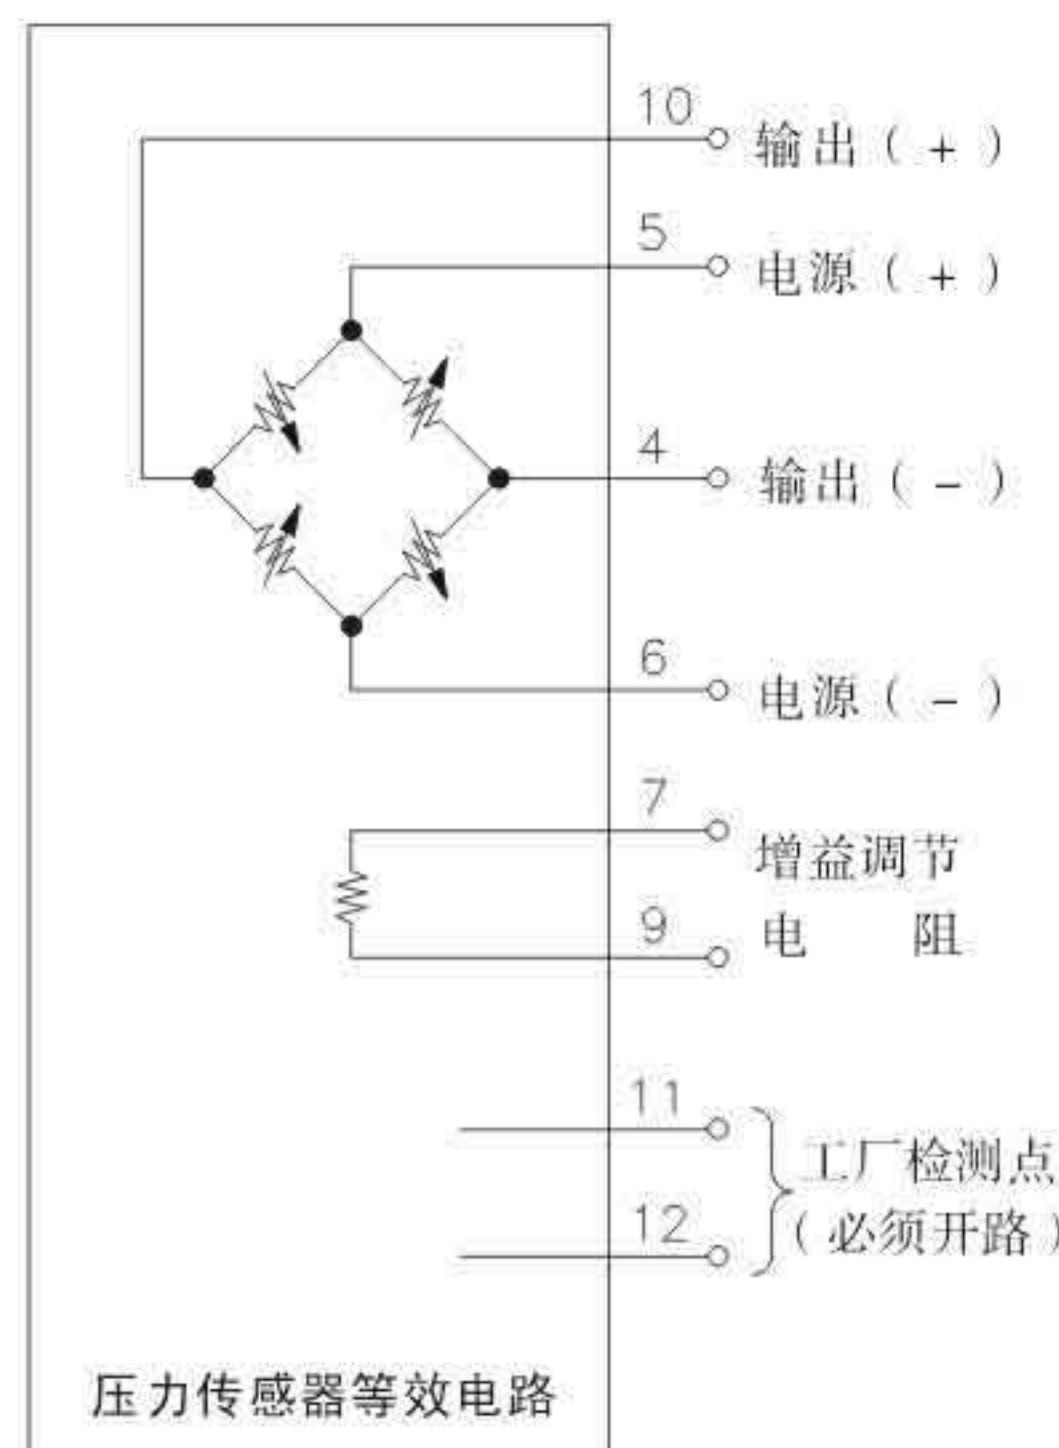 10
输出(+)
5
电源(+)
4
输出(-)
6
电源(-)
7
增益调节
9
电 阻
11
工厂检测点
12
(必须开路)
压力传感器等效电路